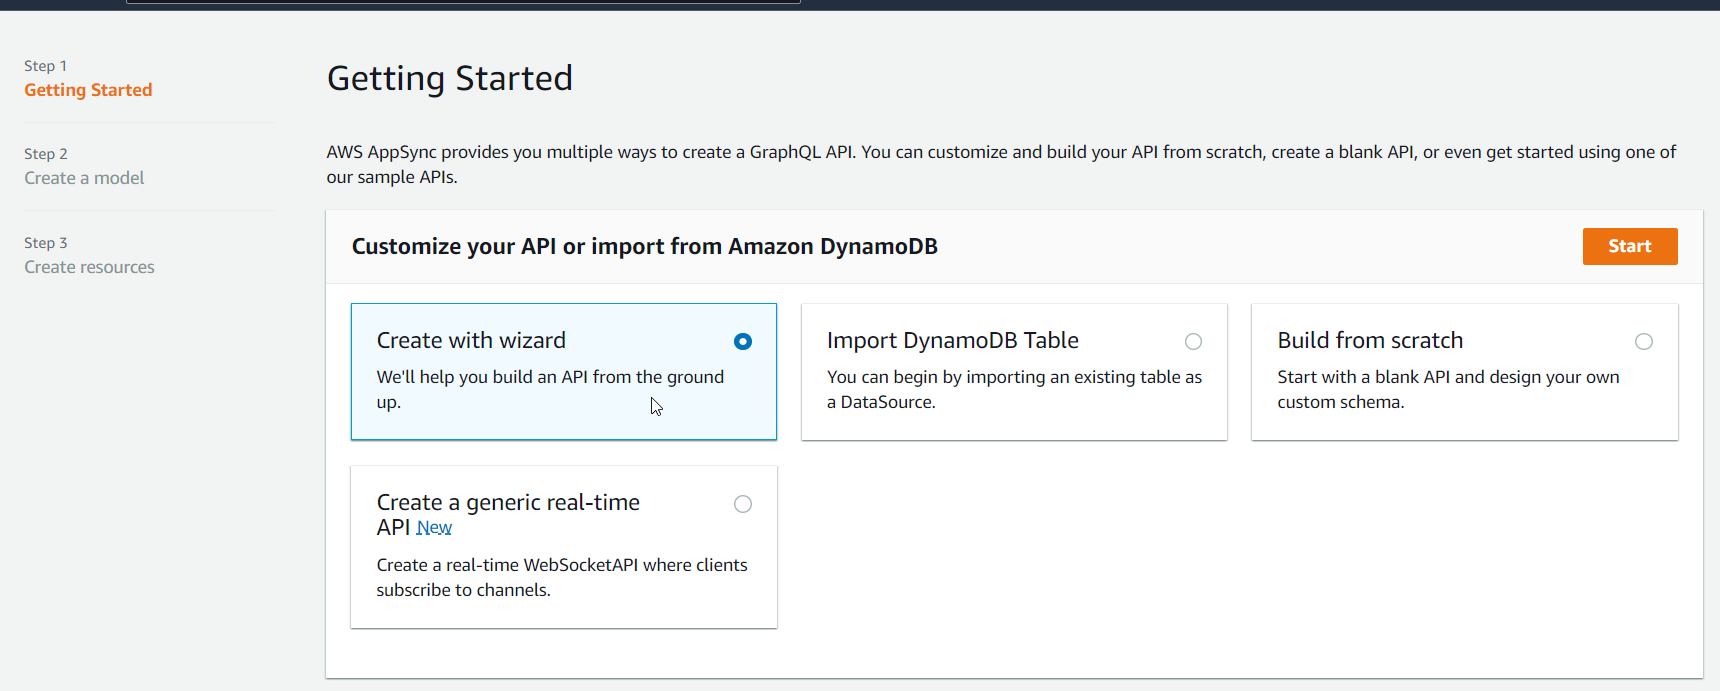 Step 1
Getting Started
Step 2
Create a model
Step 3
Create resources
Getting Started
AWS AppSync provides you multiple ways to create a GraphQL API. You can customize and build your API from scratch, create a blank API, or even get started using one of
our sample APIs.
Customize your API or import from Amazon DynamoDB
Start
Create with wizard
We'll help you build an API from the ground
up.
Import DynamoDB Table
You can begin by importing an existing table as
a DataSource.
Build from scratch
Start with a blank API and design your own
custom schema.
Create a generic real-time
API New
Create a real-time WebSocketAPI where clients
subscribe to channels.